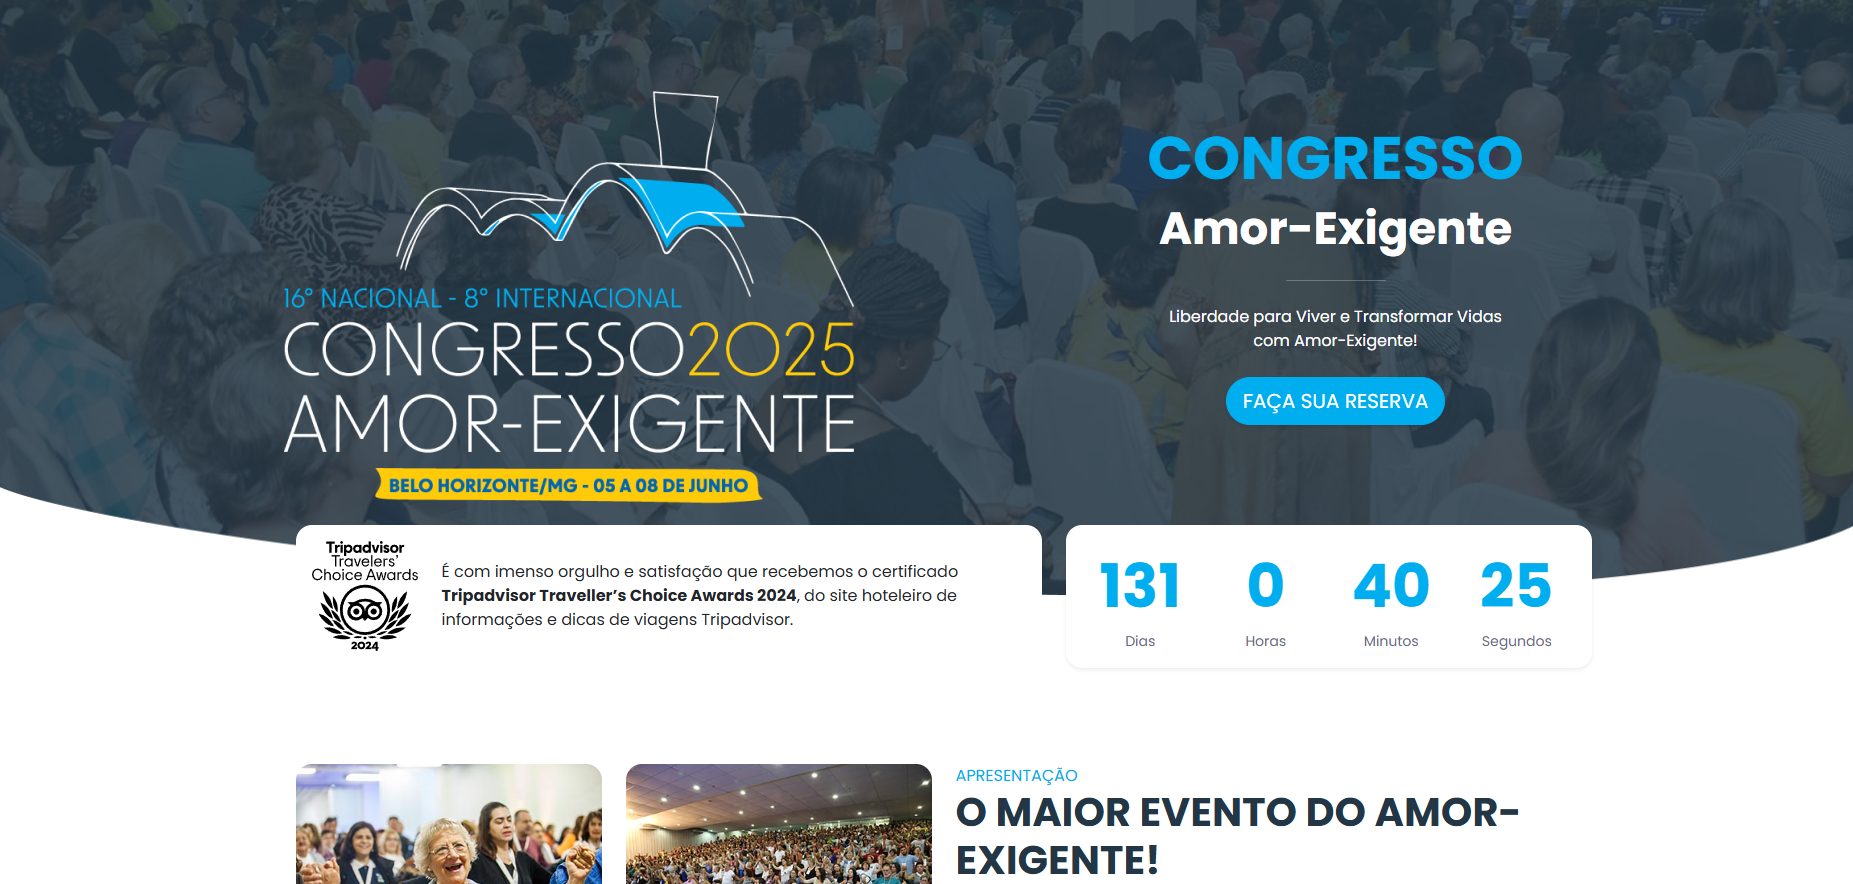 16º NACIONAL - 8º INTERNACIONAL
CONGRESSO2025
AMOR-EXIGENTE
BELO HORIZONTE/MG - 05 A 08 DE JUNHO
CONGRESSO
Amor-Exigente
Liberdade para Viver e Transformar Vidas
com Amor-Exigente!
FAÇA SUA RESERVA
Tripadvisor
Travelers'
Choice Awards
2024
É com imenso orgulho e satisfação que recebemos o certificado
Tripadvisor Traveller’s Choice Awards 2024, do site hoteleiro de
informações e dicas de viagens Tripadvisor.
131 0 40 25
Dias Horas Minutos Segundos
APRESENTAÇÃO
O MAIOR EVENTO DO AMOR-
EXIGENTE!